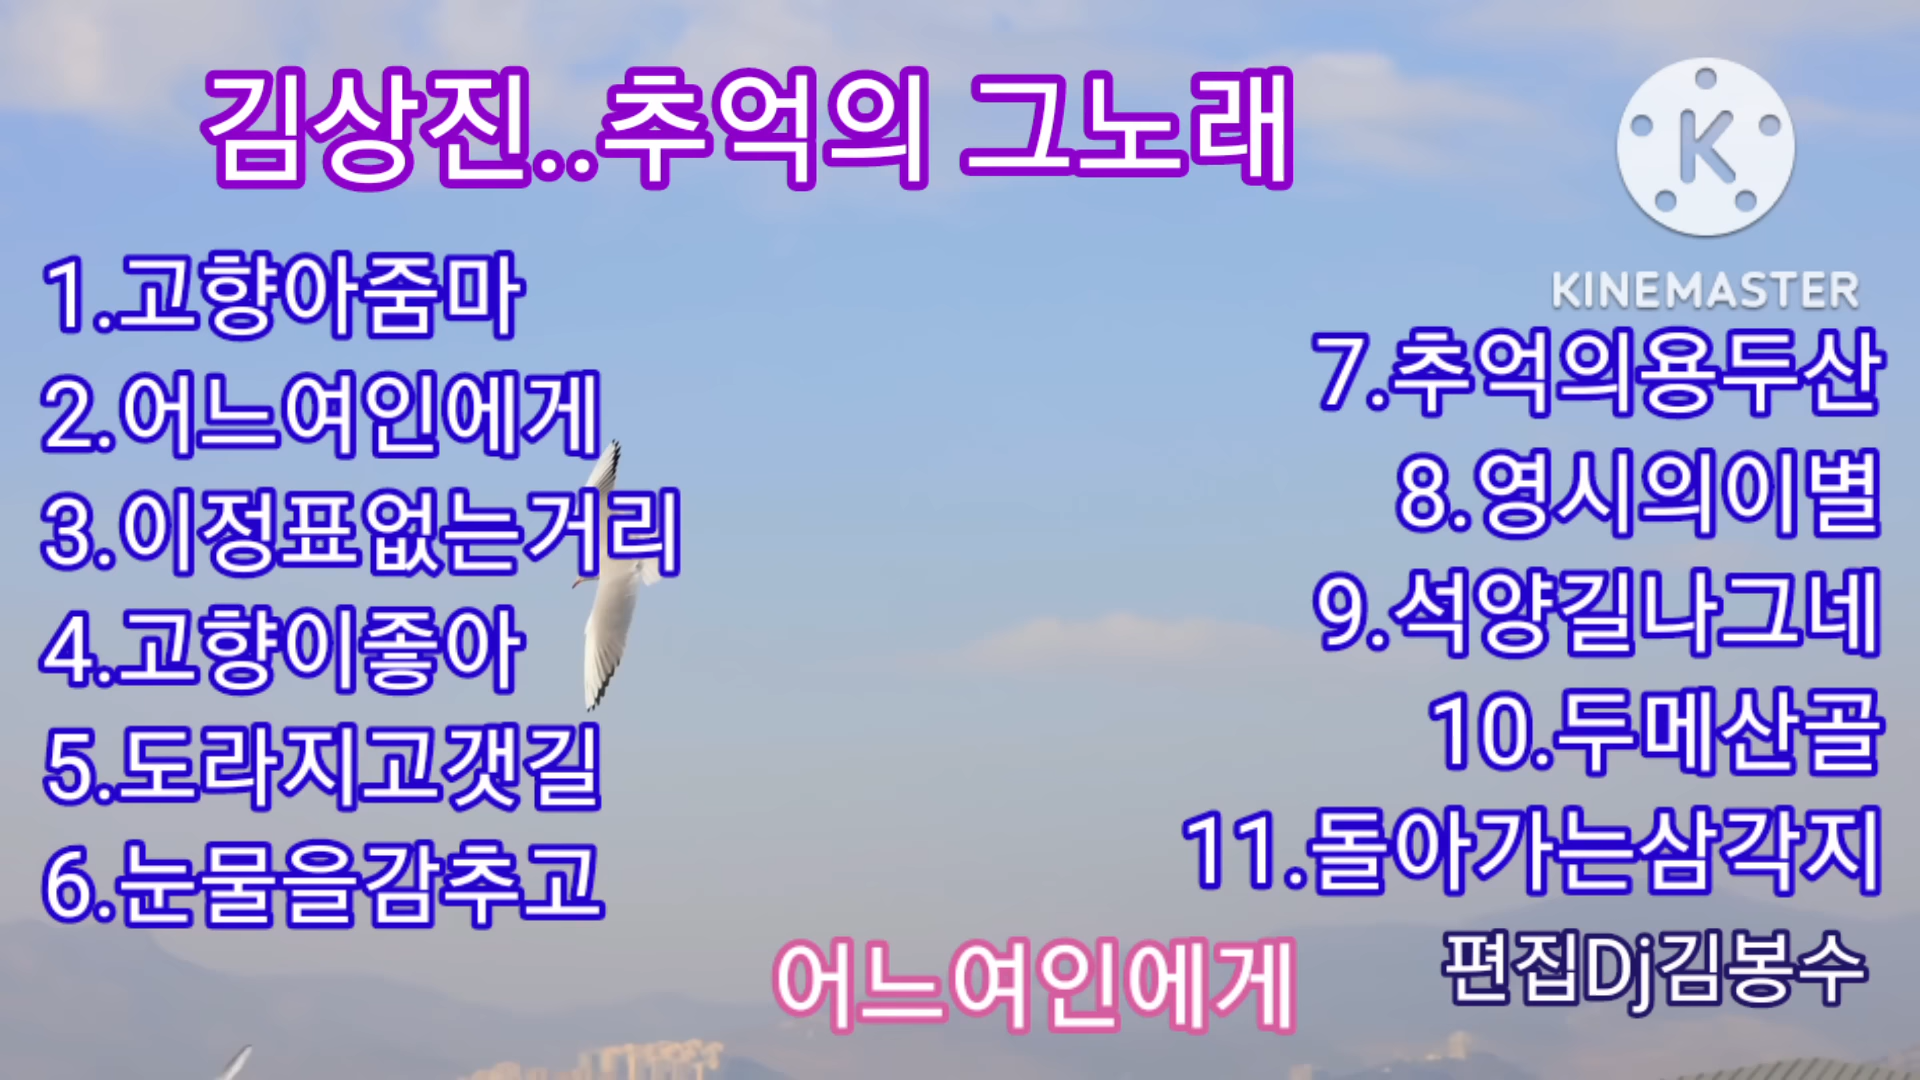 김상진..추억의 그노래
KINEMASTER
1.고향아줌마
2.어느여인에게
3.이정표없는거리
4.고향이좋아
5.도라지고갯길
6.눈물을감추고
7.추억의용두산
8.영시의이별
9.석양길나그네
10.두메산골
11.돌아가는삼각지
어느여인에게
편집Dj김봉수